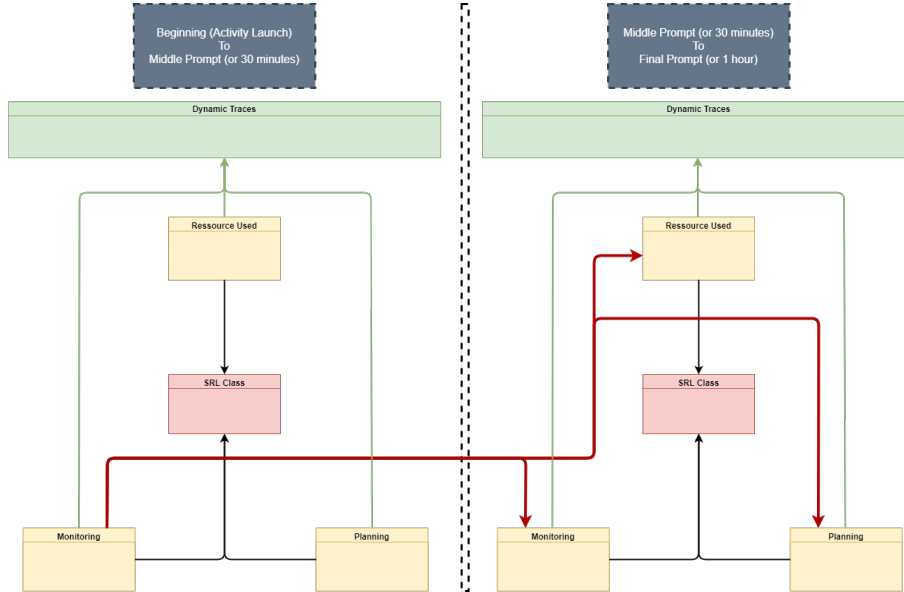 Beginning (Activity Launch)
To
Middle Prompt (or 30 minutes)
Middle Prompt (or 30 minutes)
To
Final Prompt (or 1 hour)
Dynamic Traces
Dynamic Traces
Ressource Used
Ressource Used
SRL Class
SRL Class
Monitoring
Planning
Monitoring
Planning